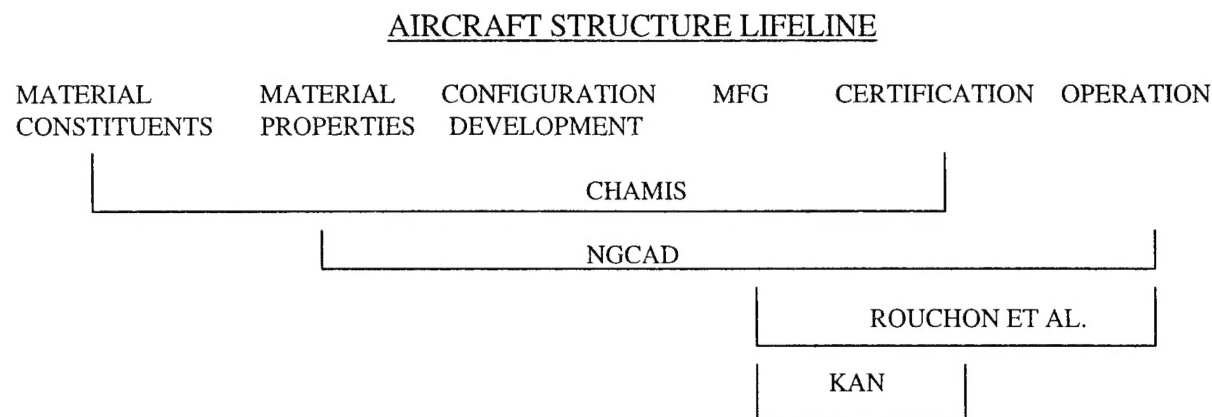 AIRCRAFT STRUCTURE LIFELINE
MATERIAL CONSTITUENTS
MATERIAL PROPERTIES
CONFIGURATION DEVELOPMENT
MFG
CERTIFICATION
OPERATION
CHAMIS
NGCAD
ROUCHON ET AL.
KAN